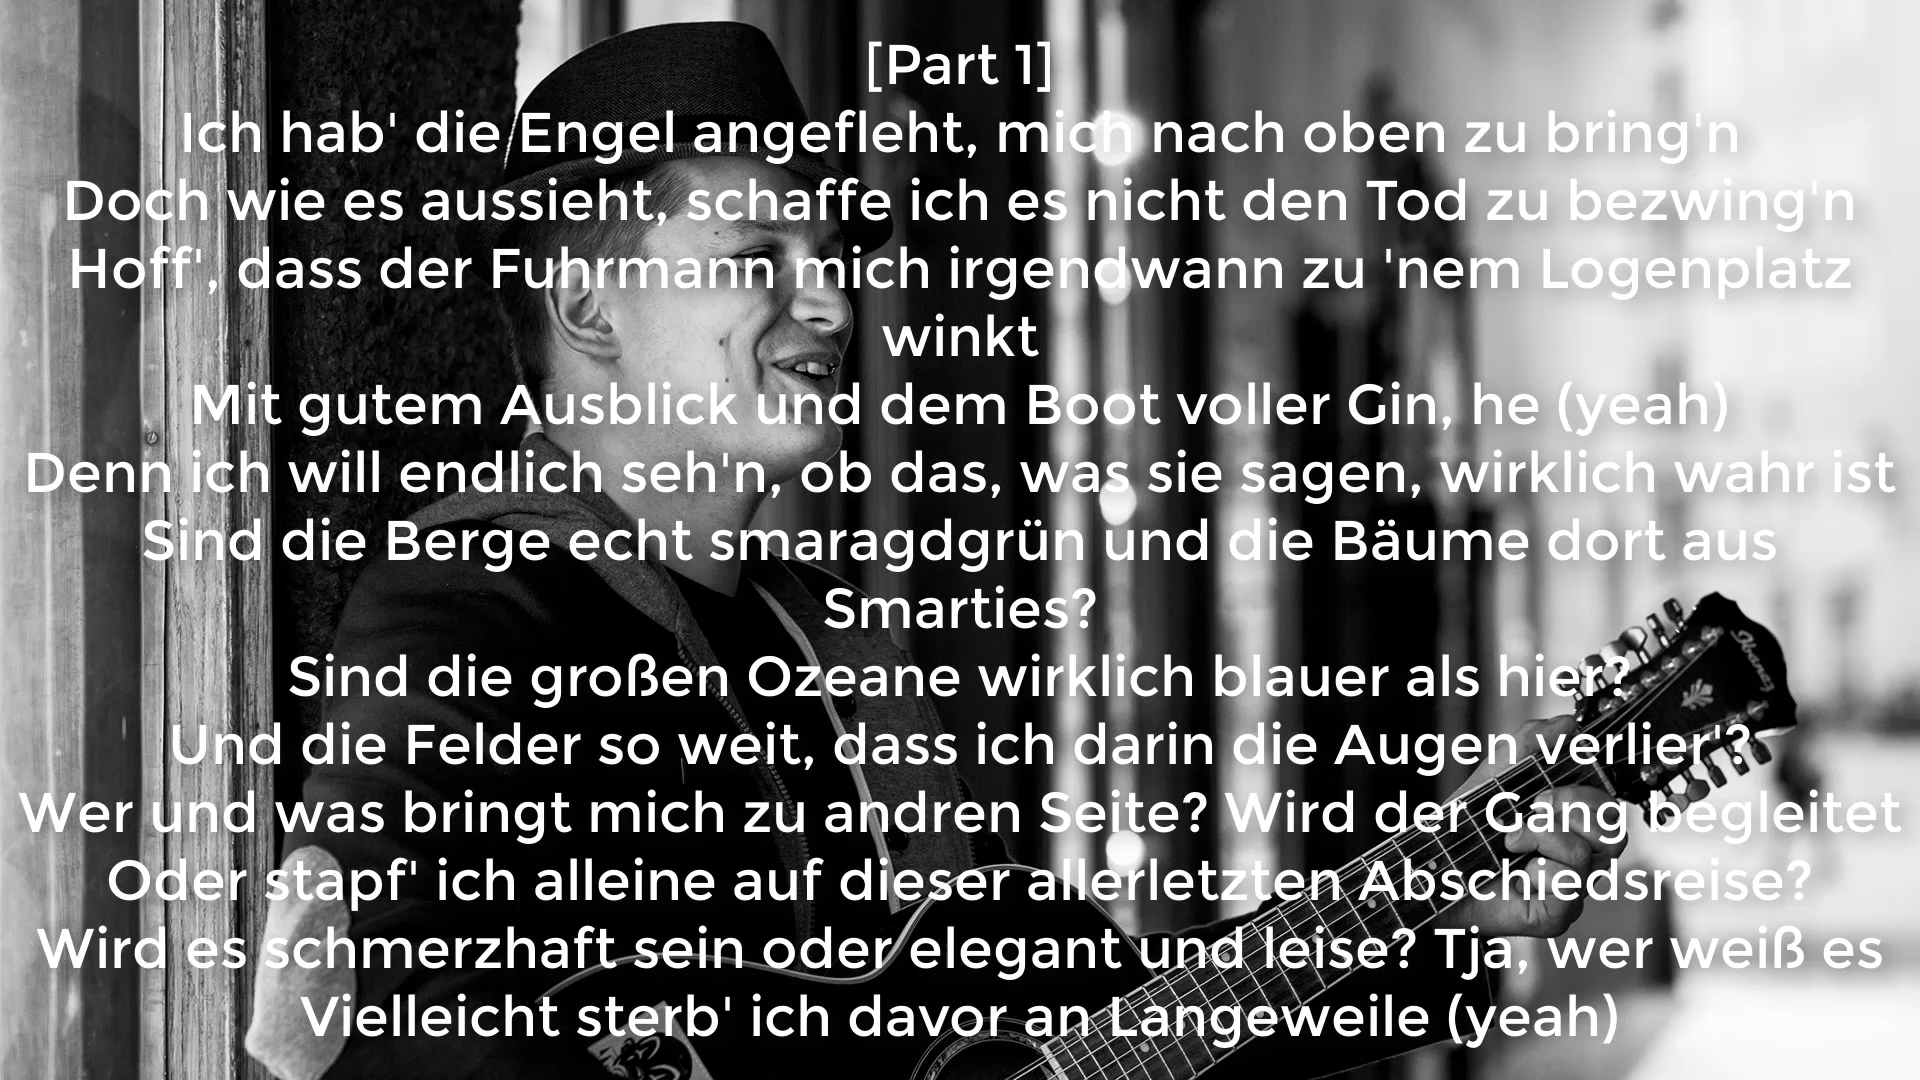 [Part 1]
Ich hab' die Engel angefleht, mich nach oben zu bring'n
Doch wie es aussieht, schaffe ich es nicht den Tod zu bezwing'n
Hoff', dass der Fuhrmann mich irgendwann zu 'nem Logenplatz
winkt
Mit gutem Ausblick und dem Boot voller Gin, he (yeah)
Denn ich will endlich seh'n, ob das, was sie sagen, wirklich wahr ist
Sind die Berge echt smaragdgrün und die Bäume dort aus
Smarties?
Sind die großen Ozeane wirklich blauer als hier?
Und die Felder so weit, dass ich darin die Augen verlier'?
Wer und was bringt mich zu andren Seite? Wird der Gang begleitet
Oder stapf' ich alleine auf dieser allerletzten Abschiedsreise?
Wird es schmerzhaft sein oder elegant und leise? Tja, wer weiß es
Vielleicht sterb' ich davor an Langeweile (yeah)
Ibanez